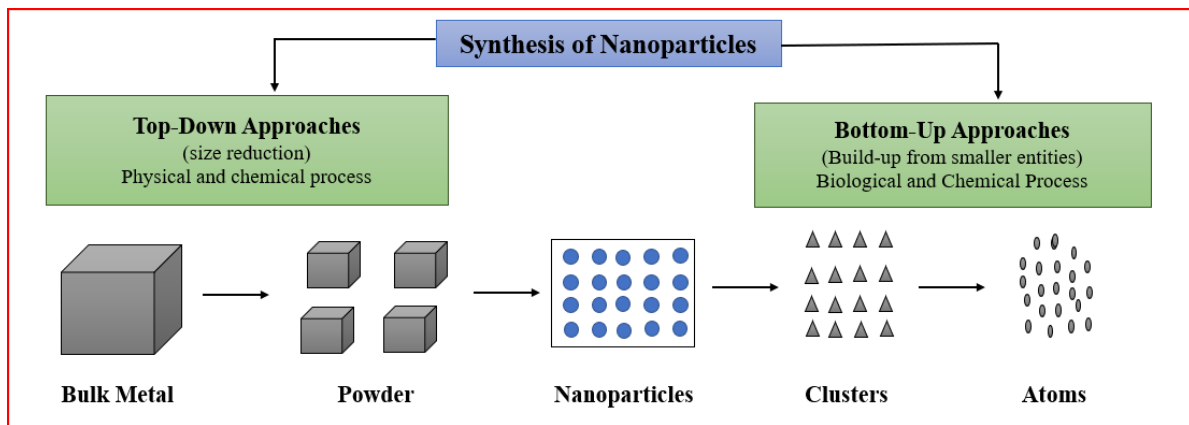 Synthesis of Nanoparticles
Top-Down Approaches
(size reduction)
Physical and chemical process
Bottom-Up Approaches
(Build-up from smaller entities)
Biological and Chemical Process
Bulk Metal
Powder
Nanoparticles
Clusters
Atoms